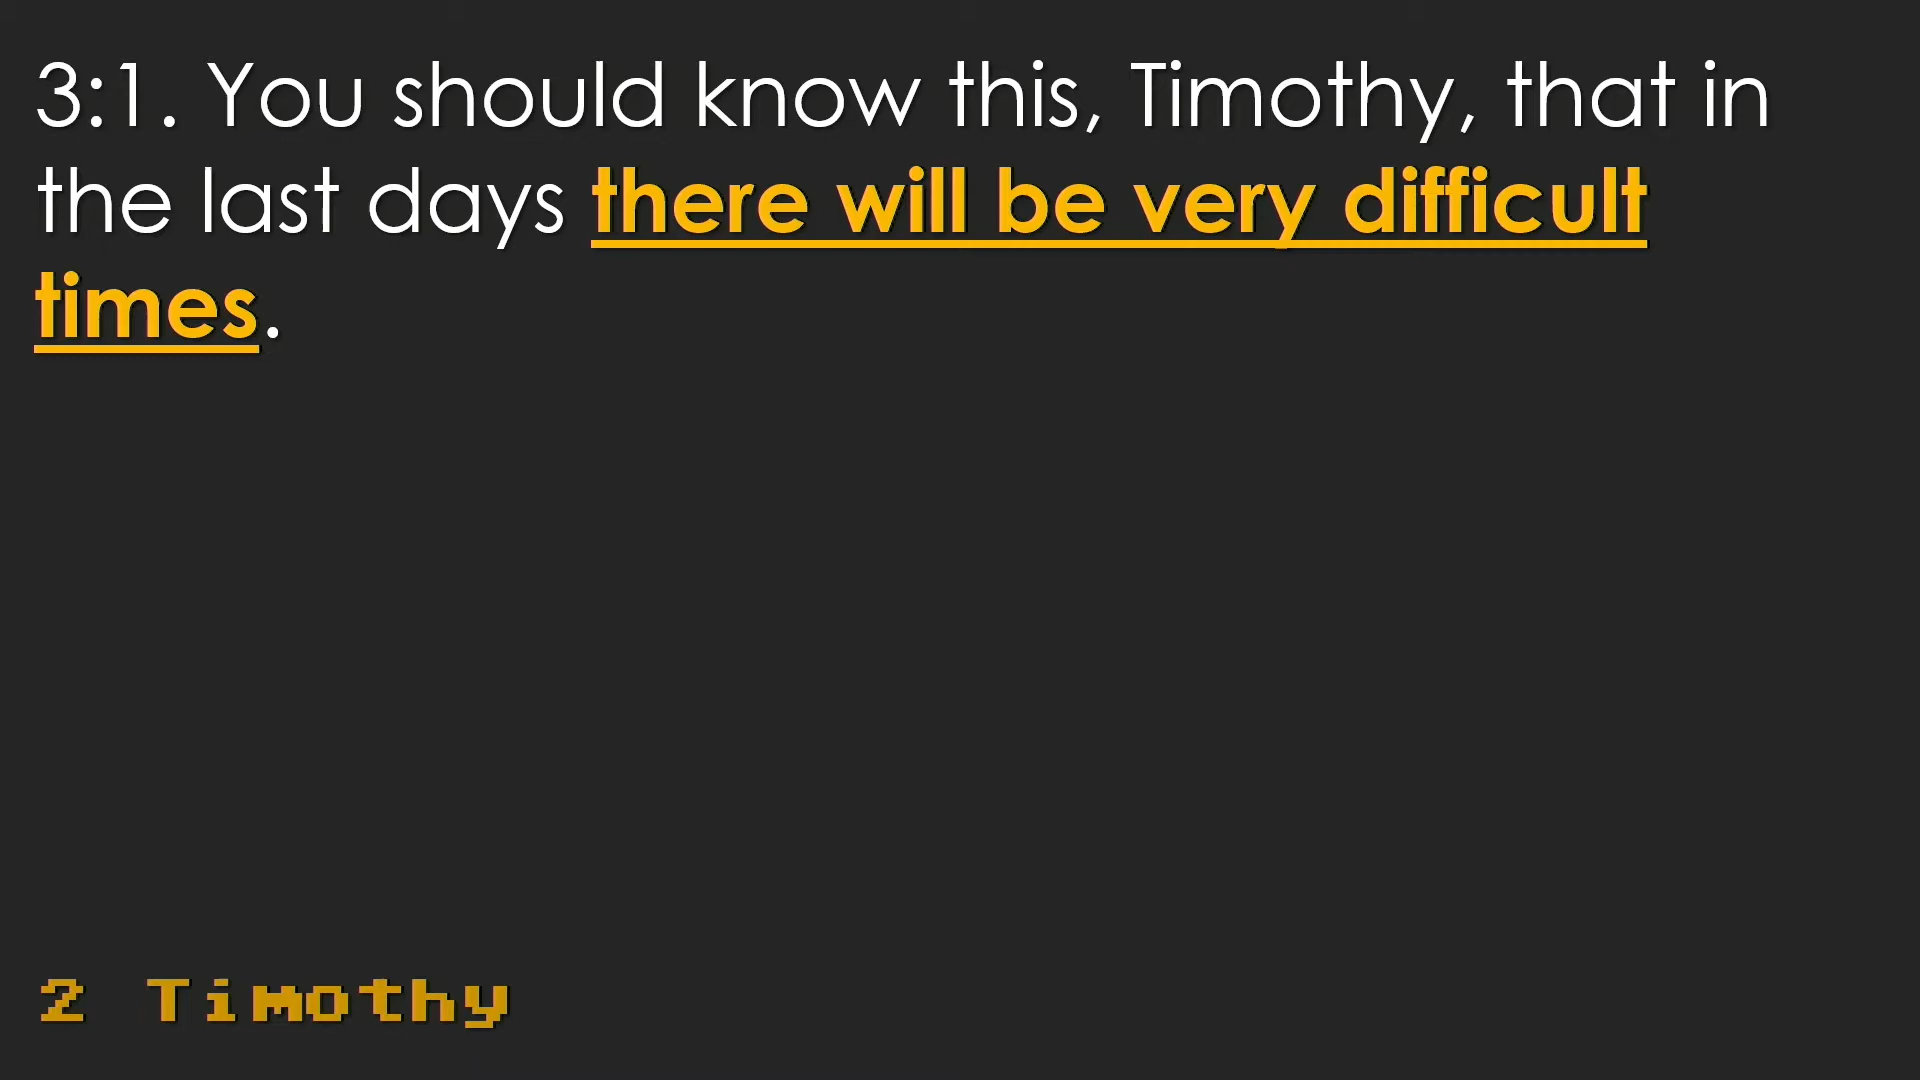 3:1. You should know this, Timothy, that in
the last days there will be very difficult
times.
2 Timothy